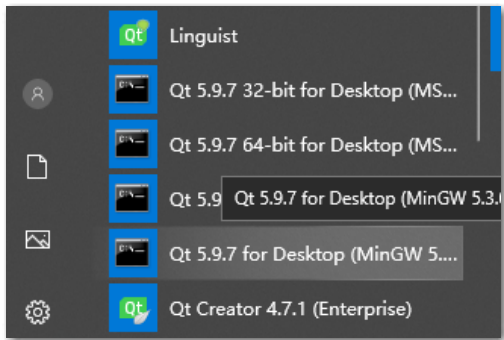 Linguist
Qt 5.9.7 32-bit for Desktop (MS...
Qt 5.9.7 64-bit for Desktop (MS...
Qt 5.9
Qt 5.9.7 for Desktop (MinGW 5.3.
Qt 5.9.7 for Desktop (MinGW 5....
Qt Creator 4.7.1 (Enterprise)